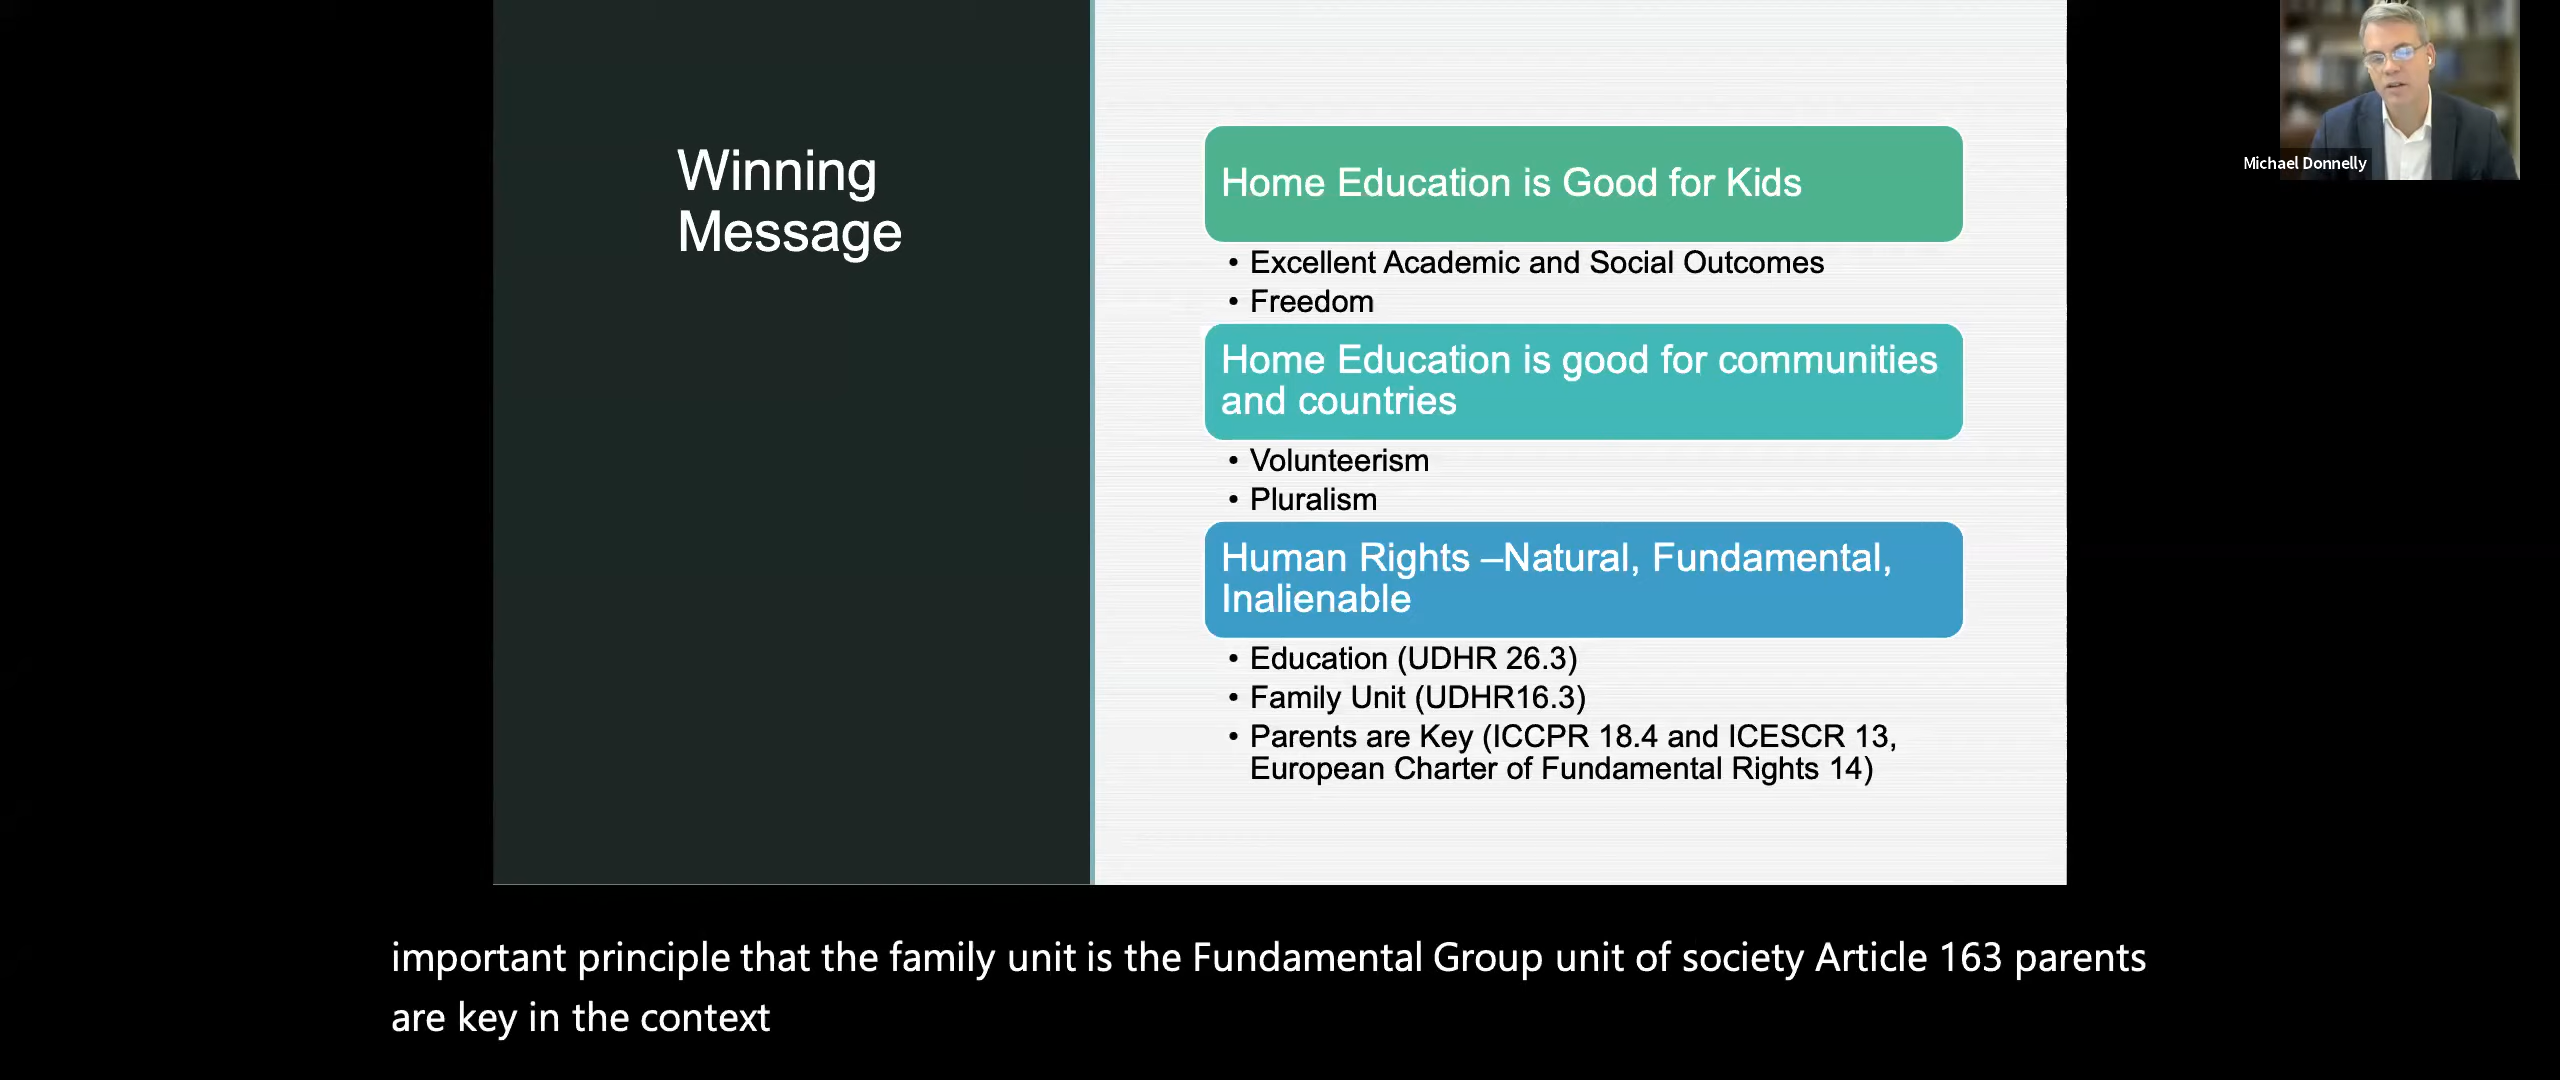 Winning
Message
Home Education is Good for Kids
• Excellent Academic and Social Outcomes
• Freedom
Home Education is good for communities
and countries
• Volunteerism
• Pluralism
Human Rights –Natural, Fundamental,
Inalienable
• Education (UDHR 26.3)
• Family Unit (UDHR16.3)
• Parents are Key (ICCPR 18.4 and ICESCR 13,
European Charter of Fundamental Rights 14)
Michael Donnelly
important principle that the family unit is the Fundamental Group unit of society Article 163 parents
are key in the context